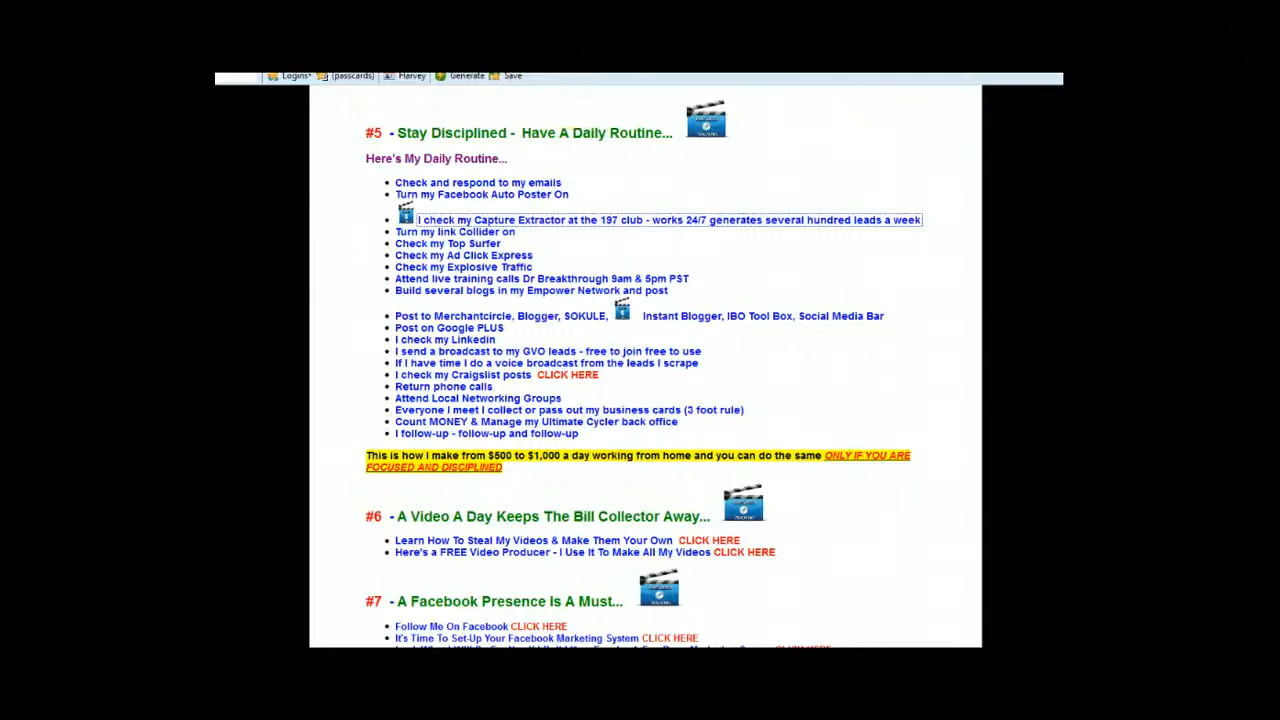 Logins (passcards) Harvey Generate Save
#5 - Stay Disciplined - Have A Daily Routine...
Here's My Daily Routine...
Check and respond to my emails
Turn my Facebook Auto Poster On
I check my Capture Extractor at the 197 club - works 24/7 generates several hundred leads a week
Turn my link Collider on
Check my Top Surfer
Check my Ad Click Express
Check my Explosive Traffic
Attend live training calls Dr Breakthrough 9am & 5pm PST
Build several blogs in my Empower Network and post
Post to Merchantcircle, Blogger, SOKULE, Instant Blogger, IBO Tool Box, Social Media Bar
Post on Google PLUS
I check my Linkedin
I send a broadcast to my GVO leads - free to join free to use
If I have time I do a voice broadcast from the leads I scrape
I check my Craigslist posts CLICK HERE
Return phone calls
Attend Local Networking Groups
Everyone I meet I collect or pass out my business cards (3 foot rule)
Count MONEY & Manage my Ultimate Cycler back office
I follow-up - follow-up and follow-up
This is how I make from $500 to $1,000 a day working from home and you can do the same ONLY IF YOU ARE
FOCUSED AND DISCIPLINED
#6 - A Video A Day Keeps The Bill Collector Away...
Learn How To Steal My Videos & Make Them Your Own CLICK HERE
Here's a FREE Video Producer - I Use It To Make All My Videos CLICK HERE
#7 - A Facebook Presence Is A Must...
Follow Me On Facebook CLICK HERE
It's Time To Set-Up Your Facebook Marketing System CLICK HERE